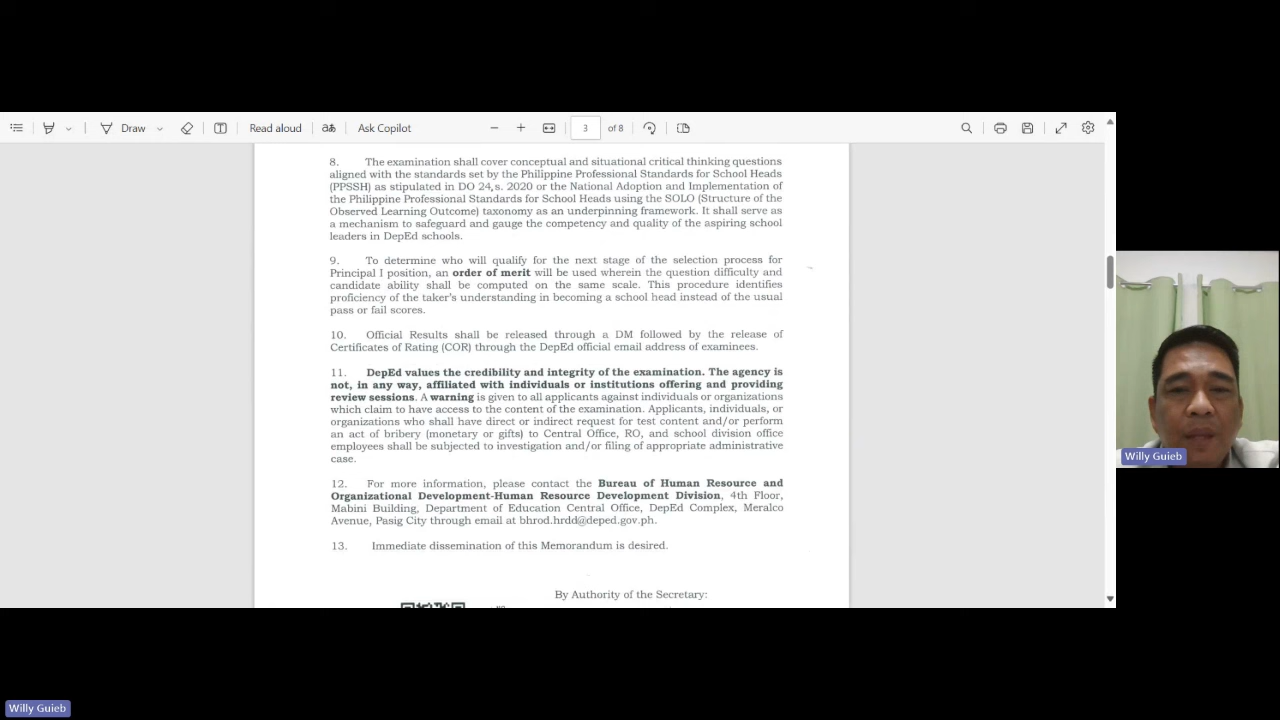 Draw
Read aloud
Ask Copilot
3 of 8
8. The examination shall cover conceptual and situational critical thinking questions
aligned with the standards set by the Philippine Professional Standards for School Heads
(PPSSH) as stipulated in DO 24, s. 2020 or the National Adoption and Implementation of
the Philippine Professional Standards for School Heads using the SOLO (Structure of the
Observed Learning Outcome) taxonomy as an underpinning framework. It shall serve as
a mechanism to safeguard and gauge the competency and quality of the aspiring school
leaders in DepEd schools.
9. To determine who will qualify for the next stage of the selection process for
Principal I position, an order of merit will be used wherein the question difficulty and
candidate ability shall be computed on the same scale. This procedure identifies
proficiency of the taker's understanding in becoming a school head instead of the usual
pass or fail scores.
10. Official Results shall be released through a DM followed by the release of
Certificates of Rating (COR) through the DepEd official email address of examinees.
11. DepEd values the credibility and integrity of the examination. The agency is
not, in any way, affiliated with individuals or institutions offering and providing
review sessions. A warning is given to all applicants against individuals or organizations
which claim to have access to the content of the examination. Applicants, individuals, or
organizations who shall have direct or indirect request for test content and/or perform
an act of bribery (monetary or gifts) to Central Office, RO, and school division office
employees shall be subjected to investigation and/or filing of appropriate administrative
case.
12. For more information, please contact the Bureau of Human Resource and
Organizational Development-Human Resource Development Division, 4th Floor,
Mabini Building, Department of Education Central Office, DepEd Complex, Meralco
Avenue, Pasig City through email at bhrod.hrdd@deped.gov.ph.
13. Immediate dissemination of this Memorandum is desired.
By Authority of the Secretary:
Willy Guieb
Willy Guieb